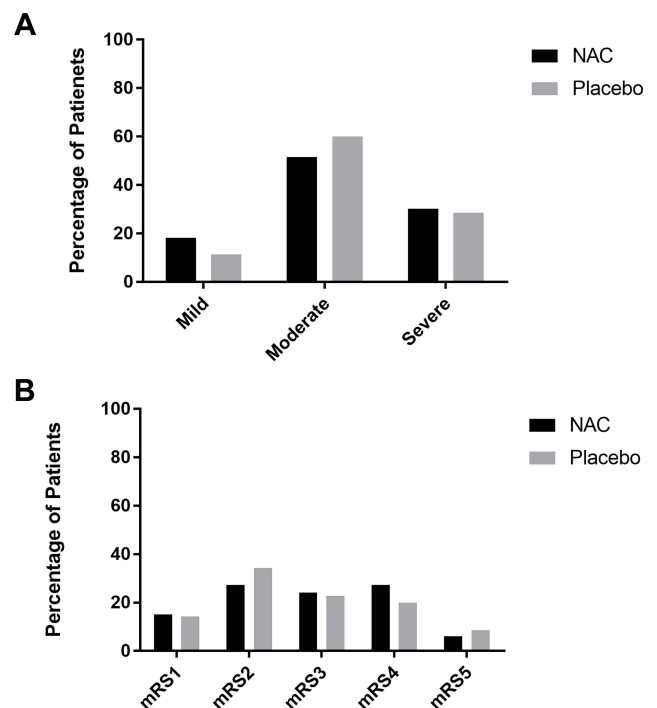 A
Percentage of Patienets
100
80
60
40
20
0
NAC
Placebo
Mild
Moderate
Severe
B
Percentage of Patients
100
80
60
40
20
0
NAC
Placebo
mRS1
mRS2
mRS3
mRS4
mRS5